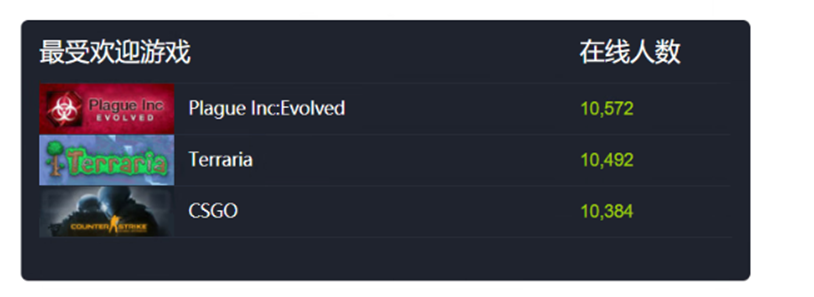 最受欢迎游戏 在线人数
Plague Inc
EVOLVED
Plague Inc:Evolved 10,572
Terraria
Terraria 10,492
COUNTER STRIKE
CSGO 10,384